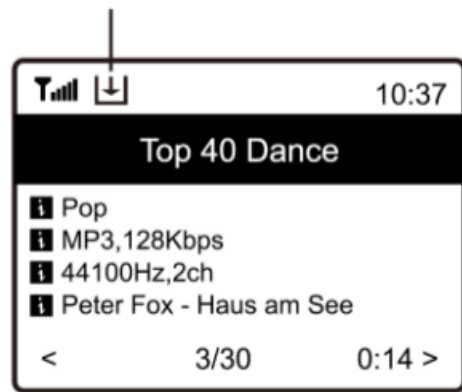 10:37
Top 40 Dance
i Pop
i MP3,128Kbps
i 44100Hz,2ch
i Peter Fox - Haus am See
< 3/30 0:14 >